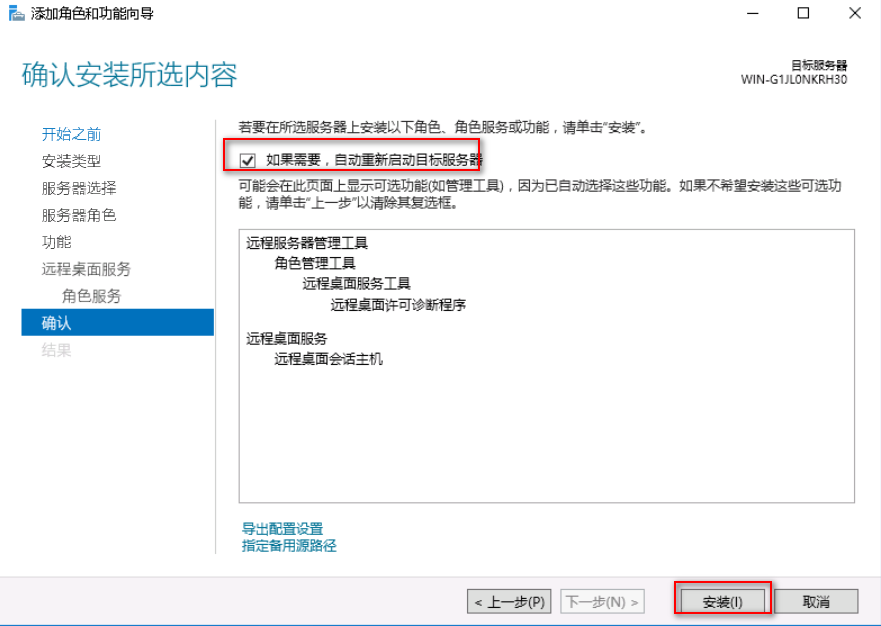 添加角色和功能向导
确认安装所选内容
目标服务器
WIN-G1JL0NKRH30
开始之前
安装类型
服务器选择
服务器角色
功能
远程桌面服务
角色服务
确认
结果
若要在所选服务器上安装以下角色、角色服务或功能，请单击"安装"。
如果需要，自动重新启动目标服务器
可能会在此页面上显示可选功能(如管理工具)，因为已自动选择这些功能。如果不希望安装这些可选功
能，请单击"上一步"以清除其复选框。
远程服务器管理工具
角色管理工具
远程桌面服务工具
远程桌面许可诊断程序
远程桌面服务
远程桌面会话主机
导出配置设置
指定备用源路径
< 上一步(P)
下一步(N) >
安装(I)
取消